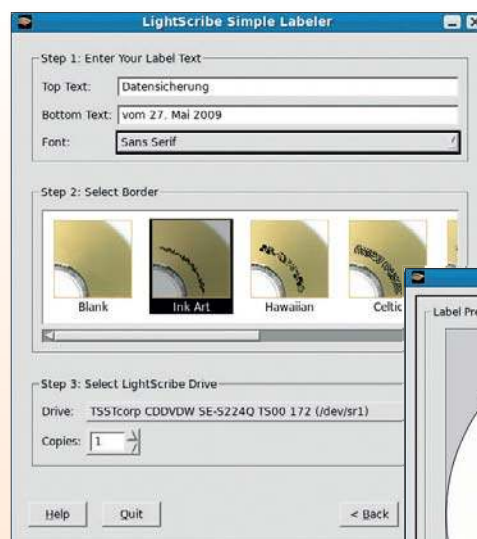 LightScribe Simple Labeler
Step 1: Enter Your Label Text
Top Text: Datensicherung
Bottom Text: vom 27. Mai 2009
Font: Sans Serif
Step 2: Select Border
Blank Ink Art Hawaiian Celtic
Label Pre
Step 3: Select LightScribe Drive
Drive: TSSTcorp CDDVDW SE-S224Q TS00 172 (/dev/sr1)
Copies: 1
Help Quit < Back